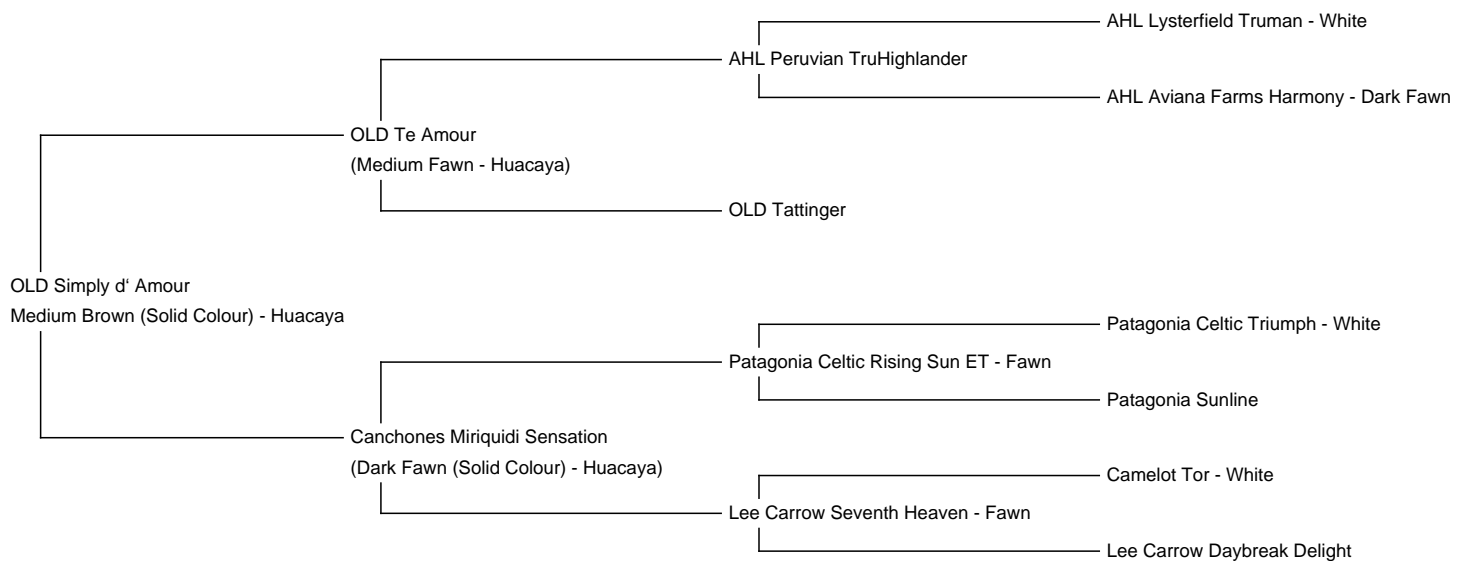 AHL Lysterfield Truman - White
AHL Peruvian TruHighlander
AHL Aviana Farms Harmony - Dark Fawn
OLD Te Amour
(Medium Fawn - Huacaya)
OLD Tattinger
OLD Simply d‘ Amour
Medium Brown (Solid Colour) - Huacaya
Patagonia Celtic Triumph - White
Patagonia Celtic Rising Sun ET - Fawn
Patagonia Sunline
Canchones Miriquidi Sensation
(Dark Fawn (Solid Colour) - Huacaya)
Camelot Tor - White
Lee Carrow Seventh Heaven - Fawn
Lee Carrow Daybreak Delight